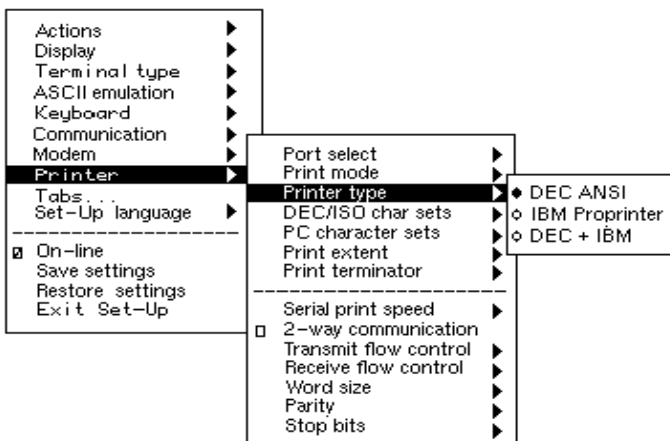 Actions
Display
Terminal type
ASCII emulation
Keyboard
Communication
Modem
Printer
Tabs...
Set-Up language
On-line
Save settings
Restore settings
Exit Set-Up
Port select
Print mode
Printer type
DEC/ISO char sets
PC character sets
Print extent
Print terminator
Serial print speed
2-way communication
Transmit flow control
Receive flow control
Word size
Parity
Stop bits
DEC ANSI
IBM Proprinter
DEC + IBM